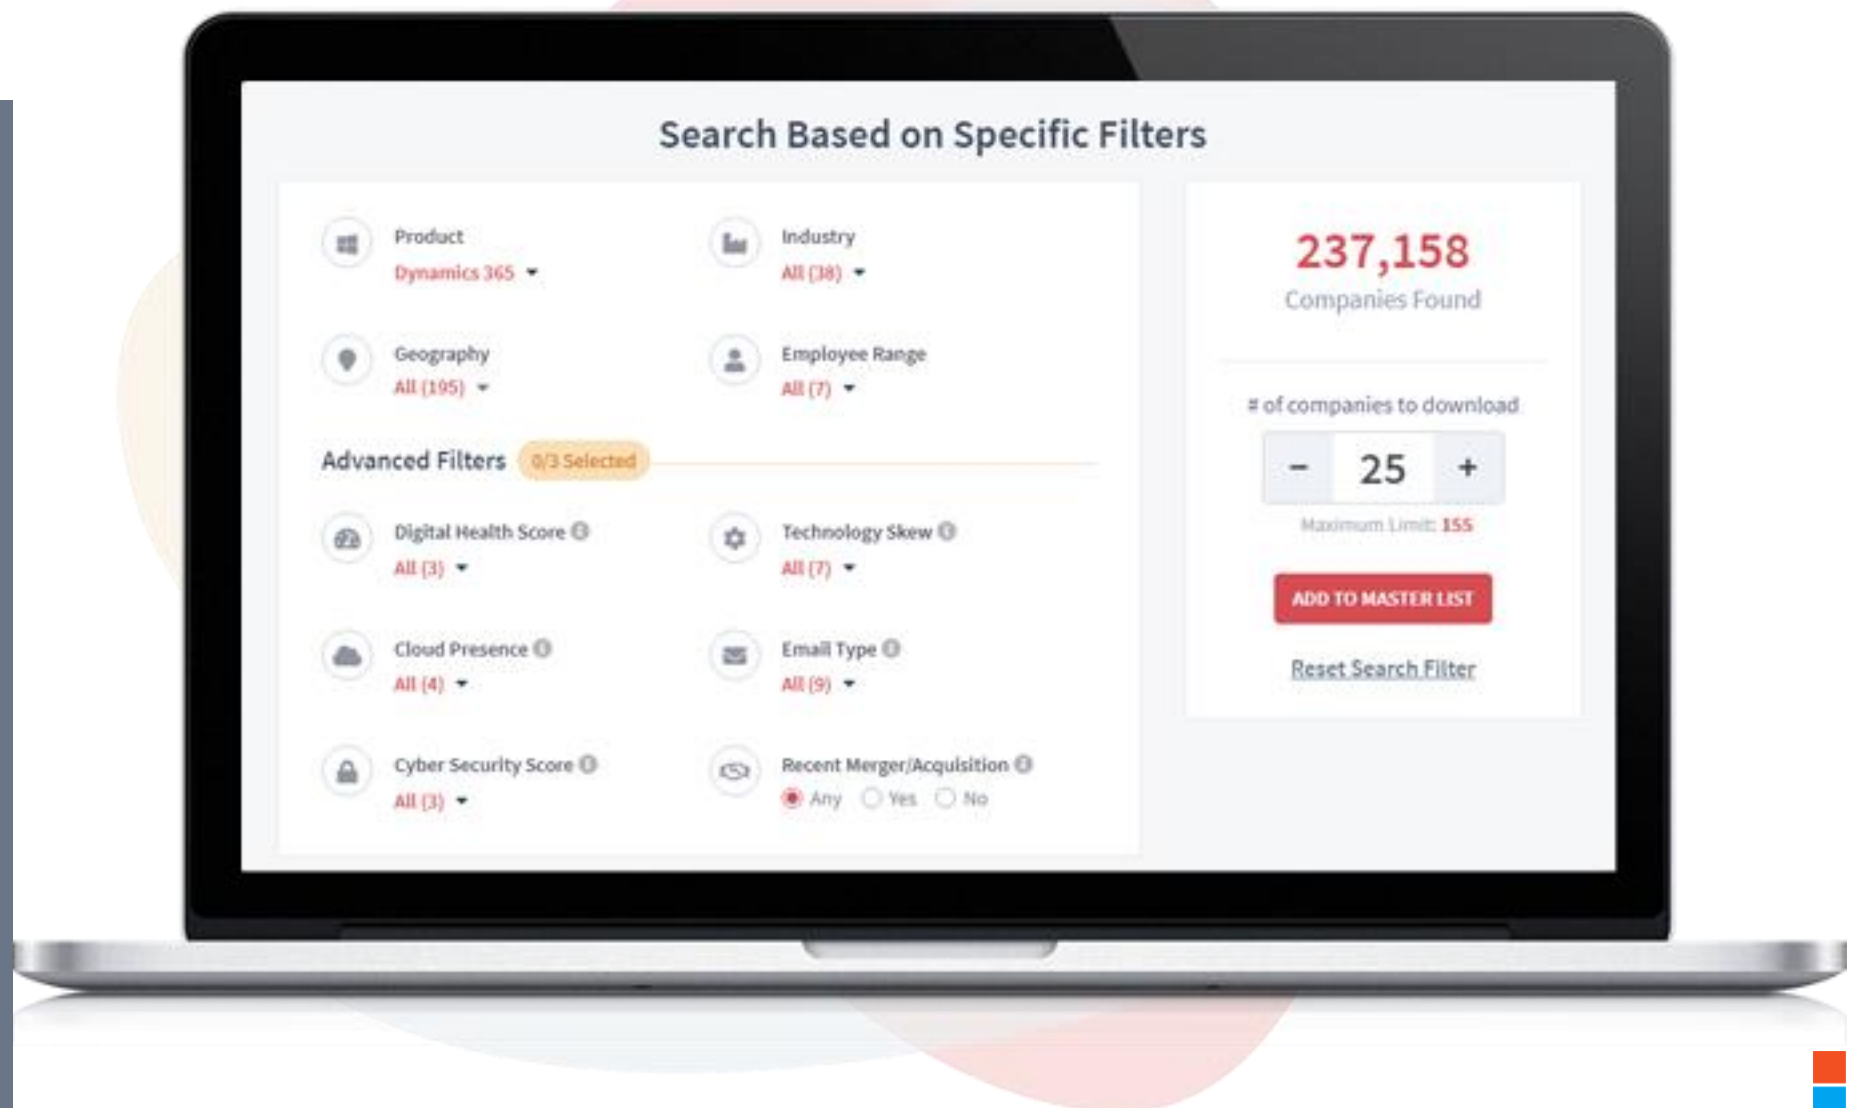 Search Based on Specific Filters
Product
Dynamics 365
Industry
All (38)
Geography
All (195)
Employee Range
All (7)
Advanced Filters 0/3 Selected
Digital Health Score
All (3)
Technology Skew
All (7)
Cloud Presence
All (4)
Email Type
All (9)
Cyber Security Score
All (3)
Recent Merger/Acquisition
Any Yes No
237,158
Companies Found
# of companies to download
- 25 +
Maximum Limit: 155
ADD TO MASTER LIST
Reset Search Filter